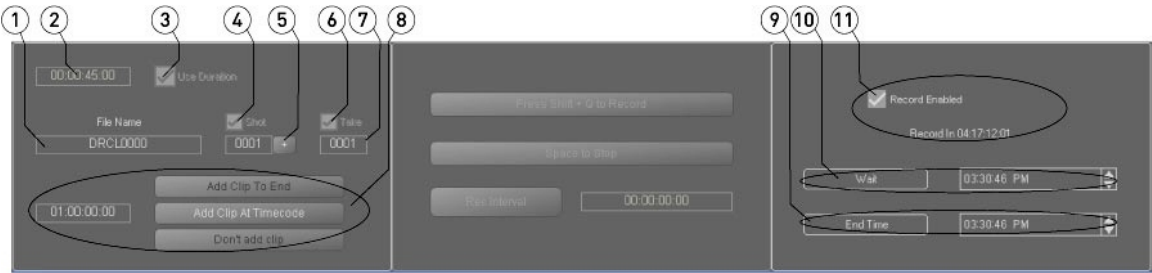 1 2 3 4 5 6 7 8 9 10 11
00:00:45:00 Use Duration
File Name Shot Take
DRCL0000 0001 + 0001
Add Clip To End
01:00:00:00 Add Clip At Timecode
Don't add clip
Press Shift + Q to Record
Space to Stop
Rec Interval 00:00:00:00
Record Enabled
Record In 04:17:12:01
Wait 03:30:46 PM
End Time 03:30:46 PM